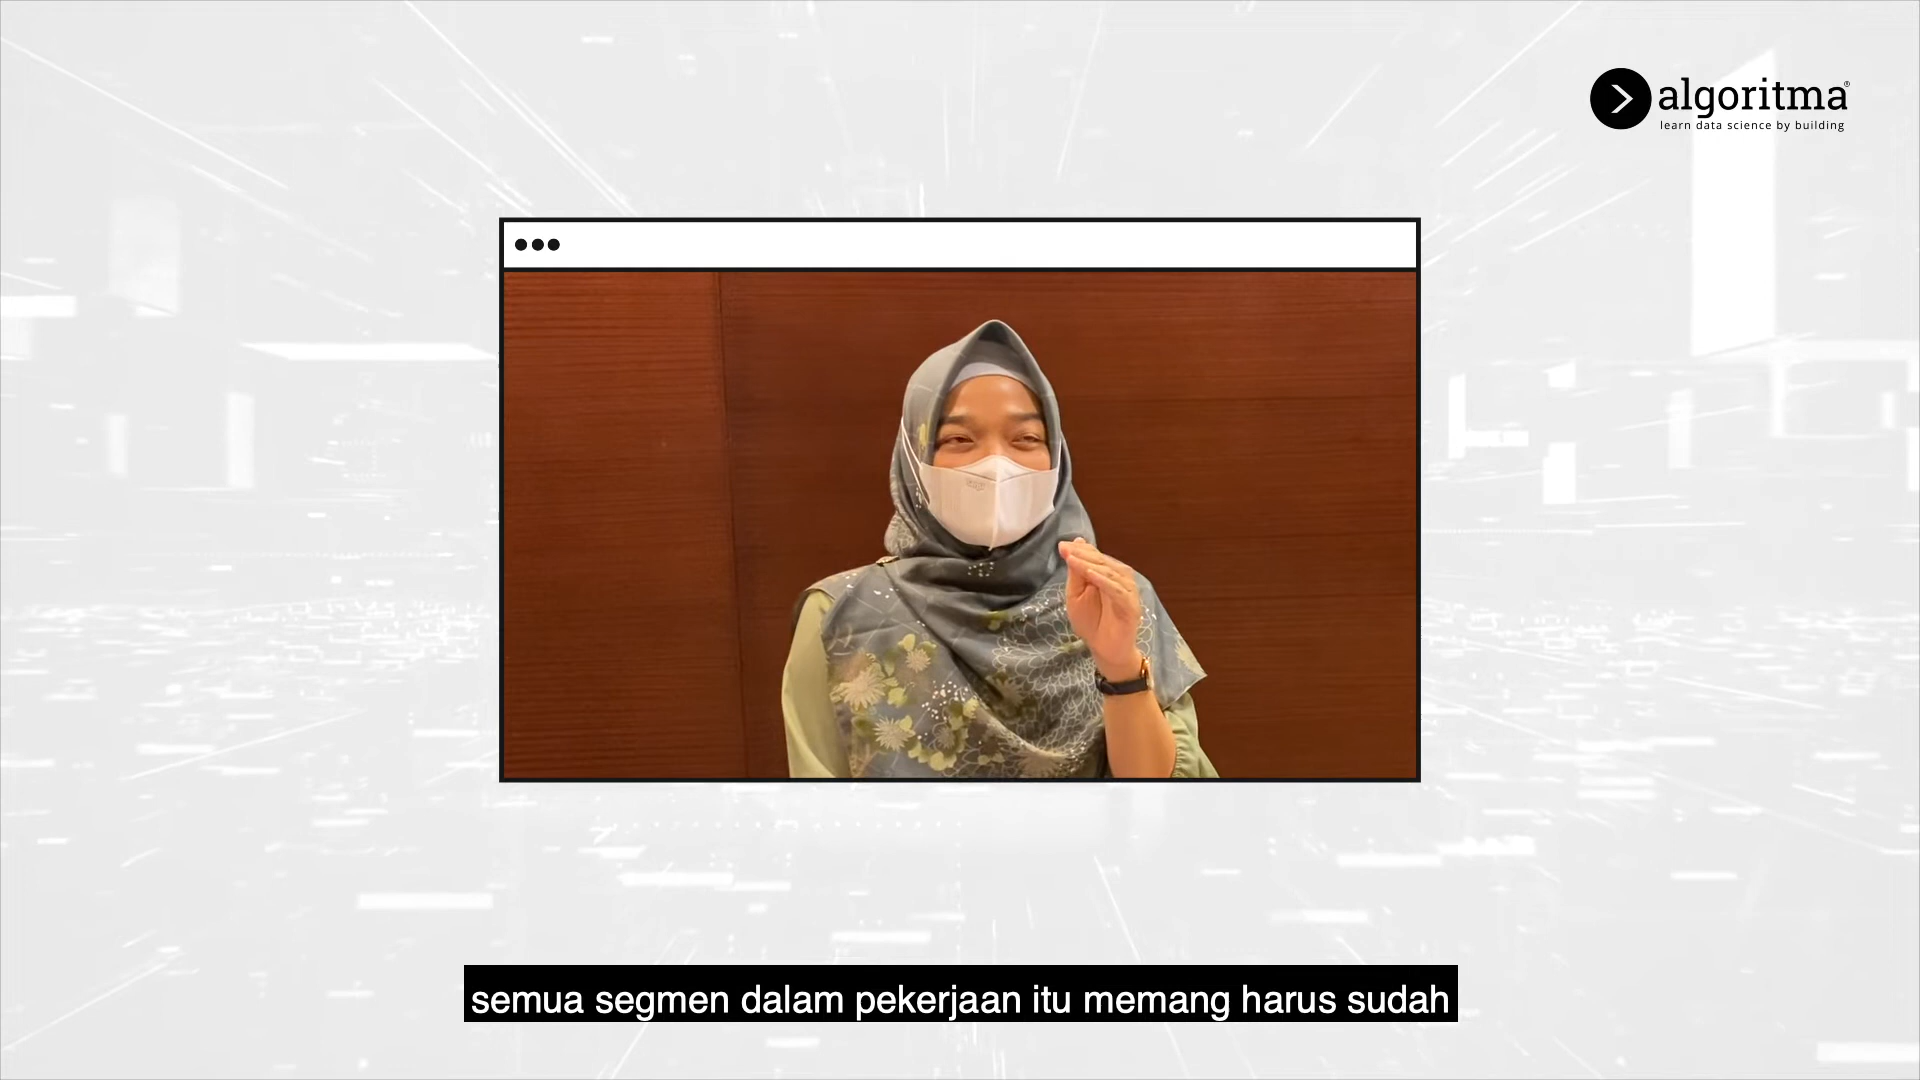 algoritma®
learn data science by building
semua segmen dalam pekerjaan itu memang harus sudah